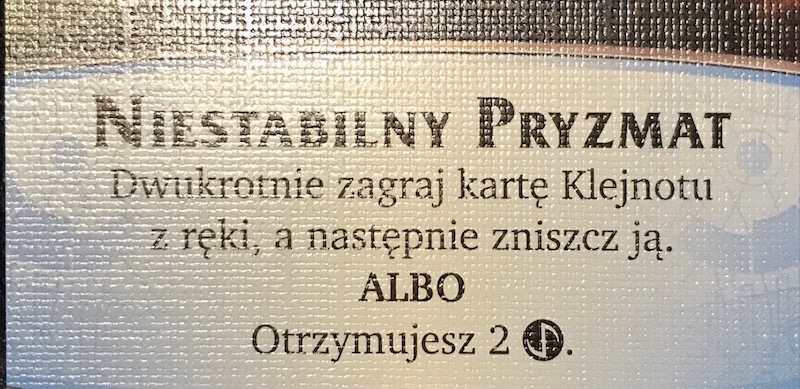 Niestabilny Pryzmat
Dwukrotnie zagraj kartę Klejnotu
z ręki, a następnie zniszcz ją.
ALBO
Otrzymujesz 2 .